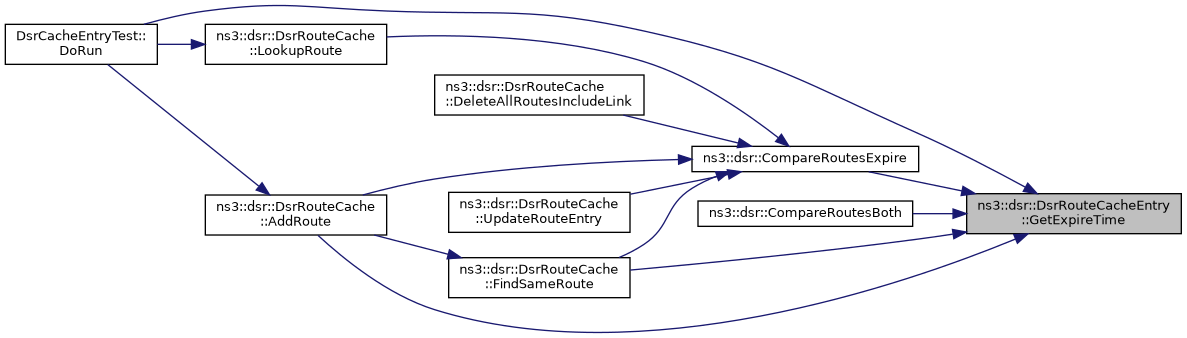 DsrCacheEntryTest::
DoRun
ns3::dsr::DsrRouteCache
::LookupRoute
ns3::dsr::DsrRouteCache
::DeleteAllRoutesIncludeLink
ns3::dsr::CompareRoutesExpire
ns3::dsr::DsrRouteCache
::AddRoute
ns3::dsr::DsrRouteCache
::UpdateRouteEntry
ns3::dsr::CompareRoutesBoth
ns3::dsr::DsrRouteCacheEntry
::GetExpireTime
ns3::dsr::DsrRouteCache
::FindSameRoute